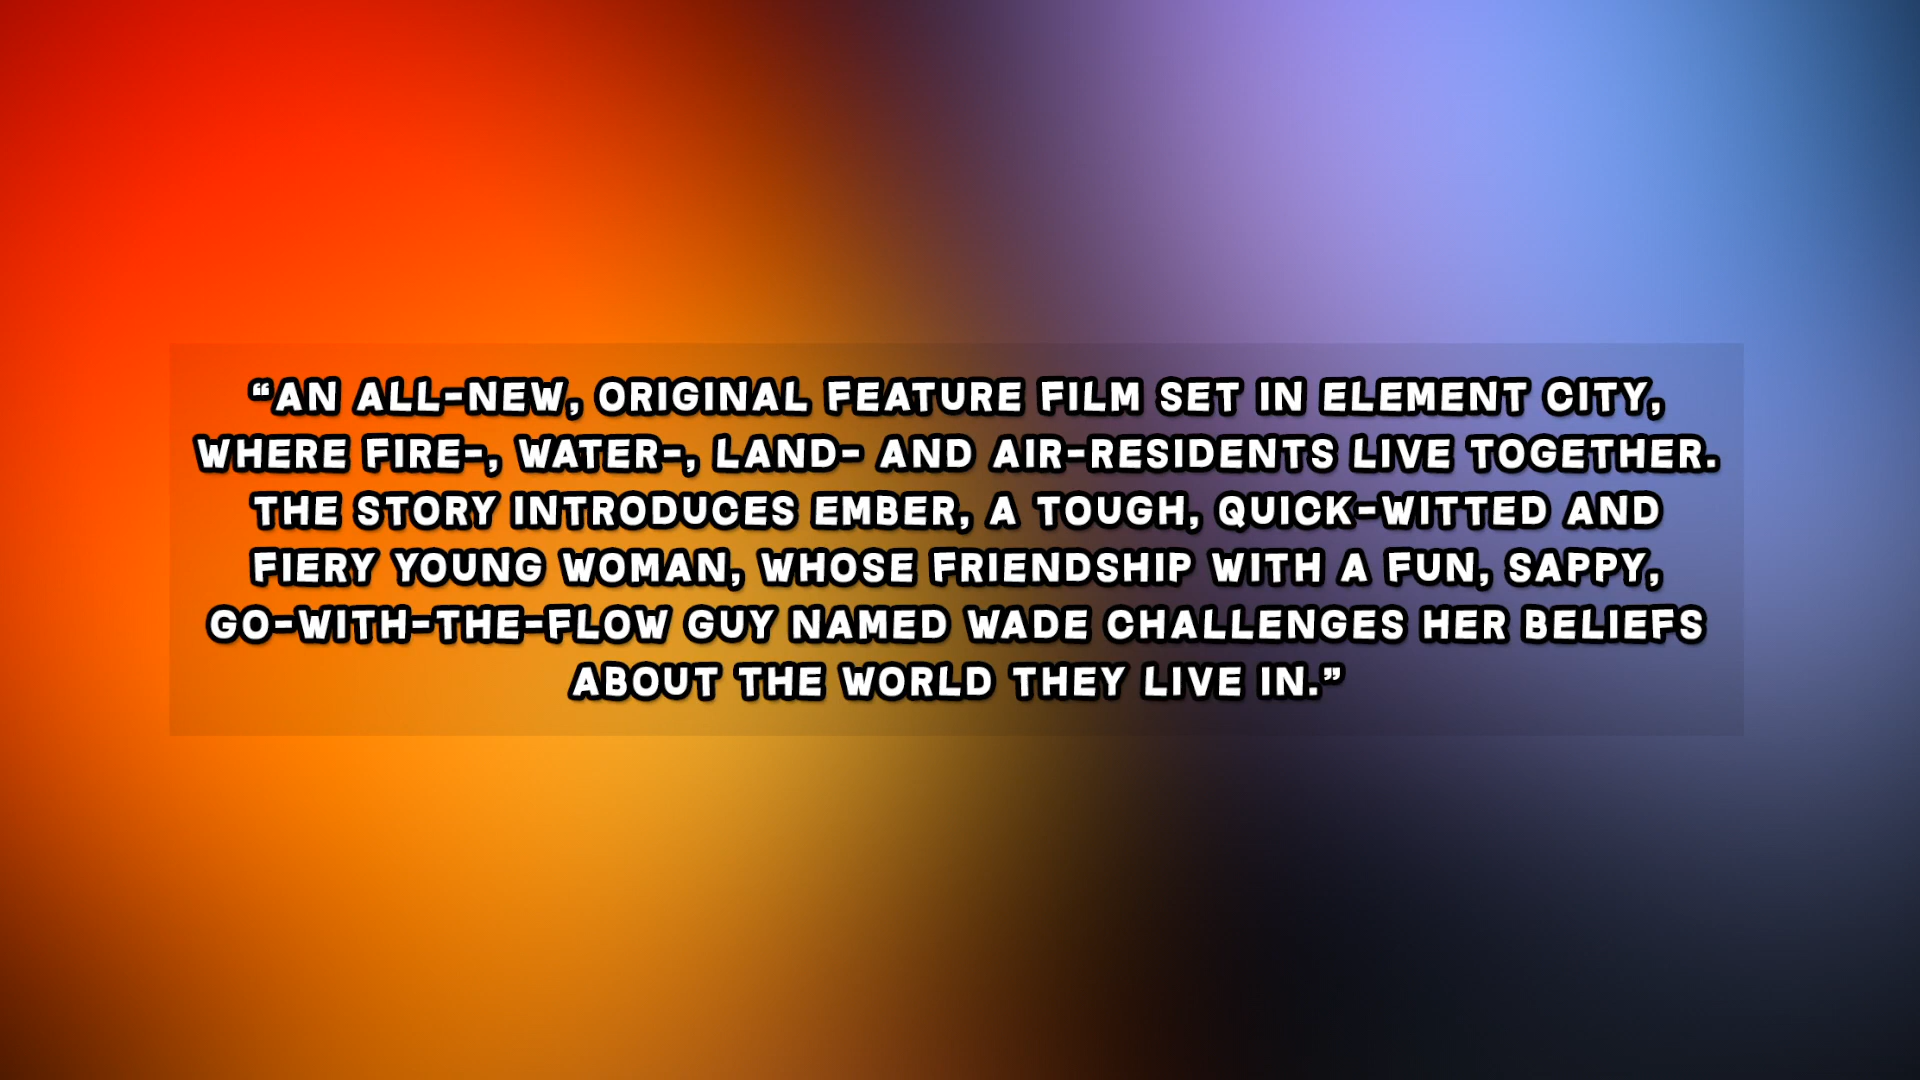 “AN ALL-NEW, ORIGINAL FEATURE FILM SET IN ELEMENT CITY,
WHERE FIRE-, WATER-, LAND- AND AIR-RESIDENTS LIVE TOGETHER.
THE STORY INTRODUCES EMBER, A TOUGH, QUICK-WITTED AND
FIERY YOUNG WOMAN, WHOSE FRIENDSHIP WITH A FUN, SAPPY,
GO-WITH-THE-FLOW GUY NAMED WADE CHALLENGES HER BELIEFS
ABOUT THE WORLD THEY LIVE IN.”